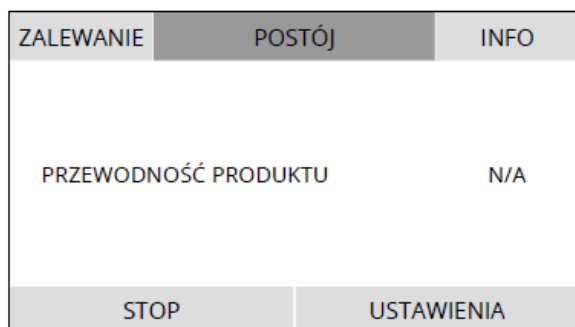 ZALEWANIE POSTÓJ INFO
PRZEWODNOŚĆ PRODUKTU N/A
STOP USTAWIENIA